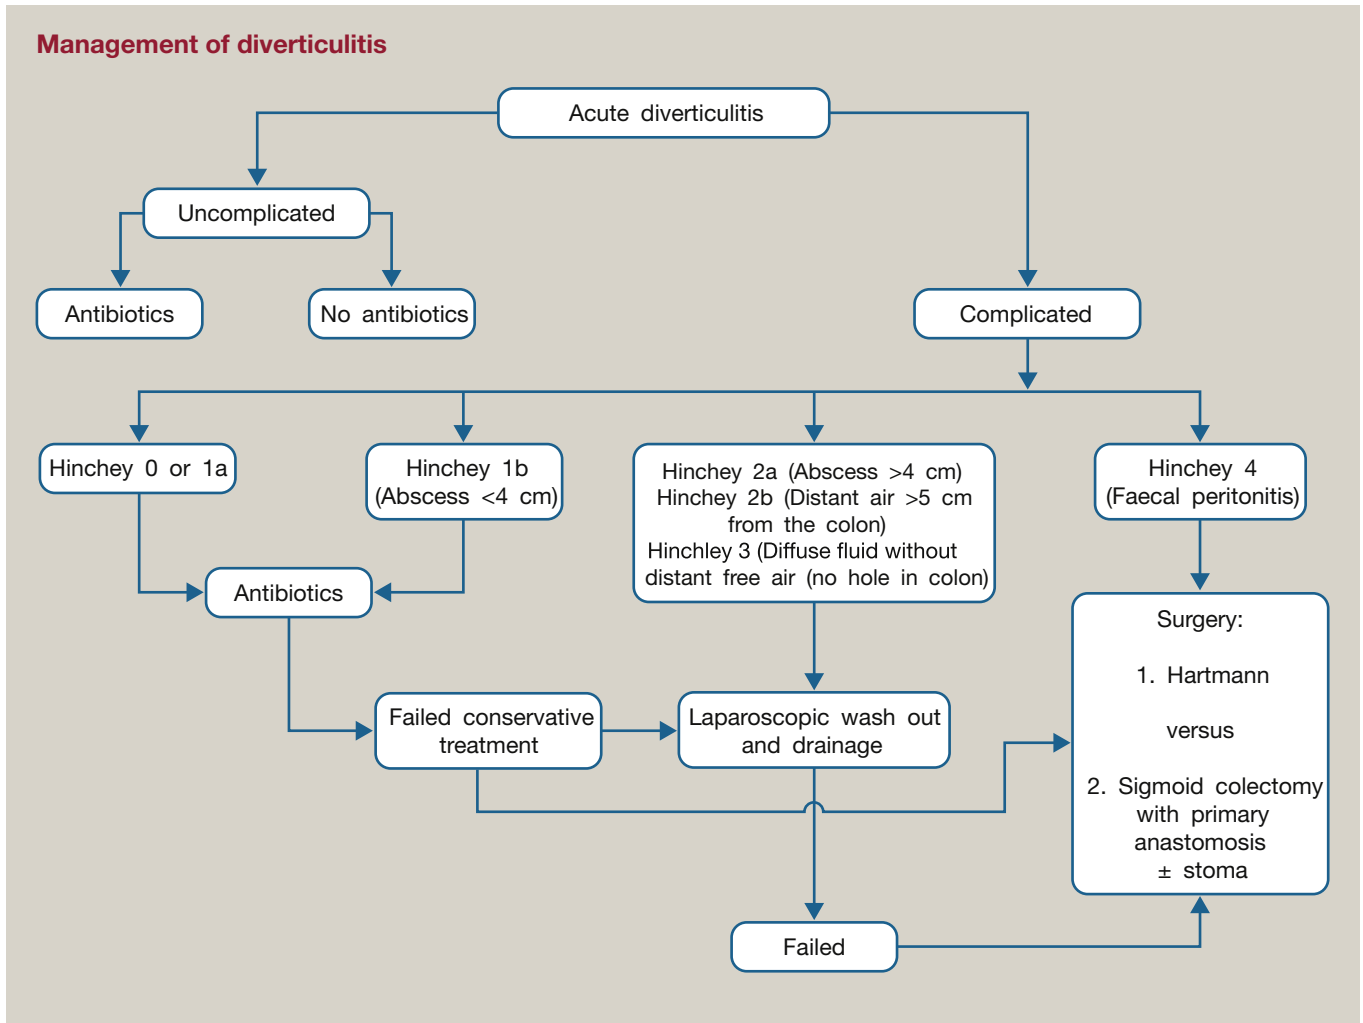 Management of diverticulitis
Acute diverticulitis
Uncomplicated
Antibiotics
No antibiotics
Complicated
Hinchey 0 or 1a
Hinchey 1b
(Abscess <4 cm)
Hinchey 2a (Abscess >4 cm)
Hinchey 2b (Distant air >5 cm
from the colon)
Hinchley 3 (Diffuse fluid without
distant free air (no hole in colon)
Hinchey 4
(Faecal peritonitis)
Antibiotics
Surgery:
1. Hartmann
versus
2. Sigmoid colectomy
with primary
anastomosis
± stoma
Failed conservative
treatment
Laparoscopic wash out
and drainage
Failed